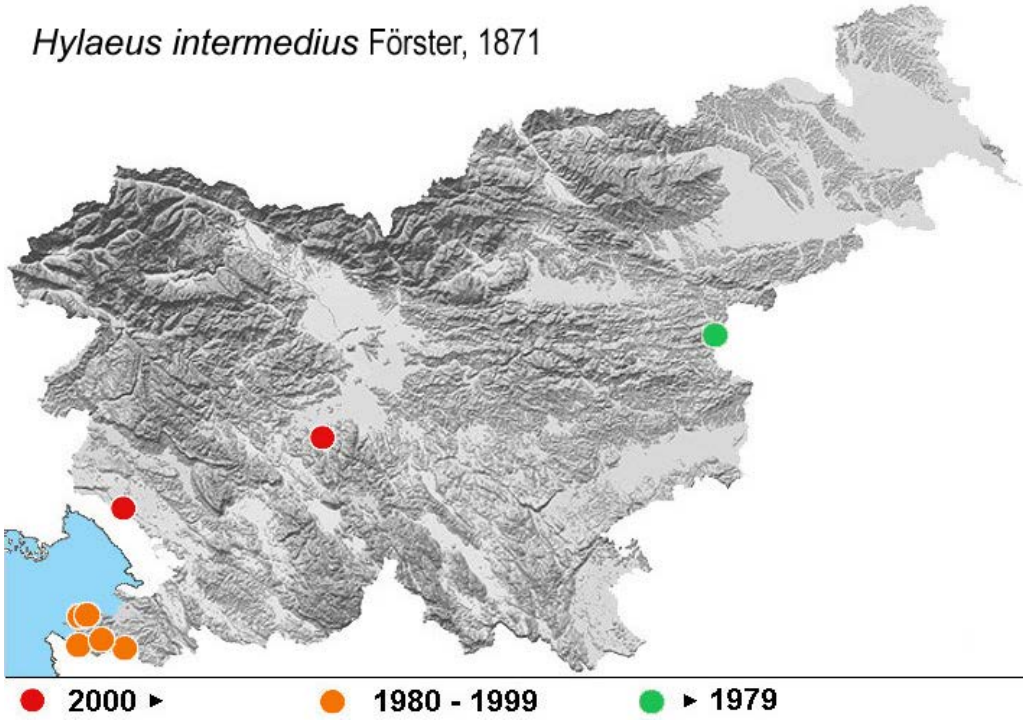 Hylaeus intermedius Förster, 1871
2000 ► 1980 - 1999 ► 1979